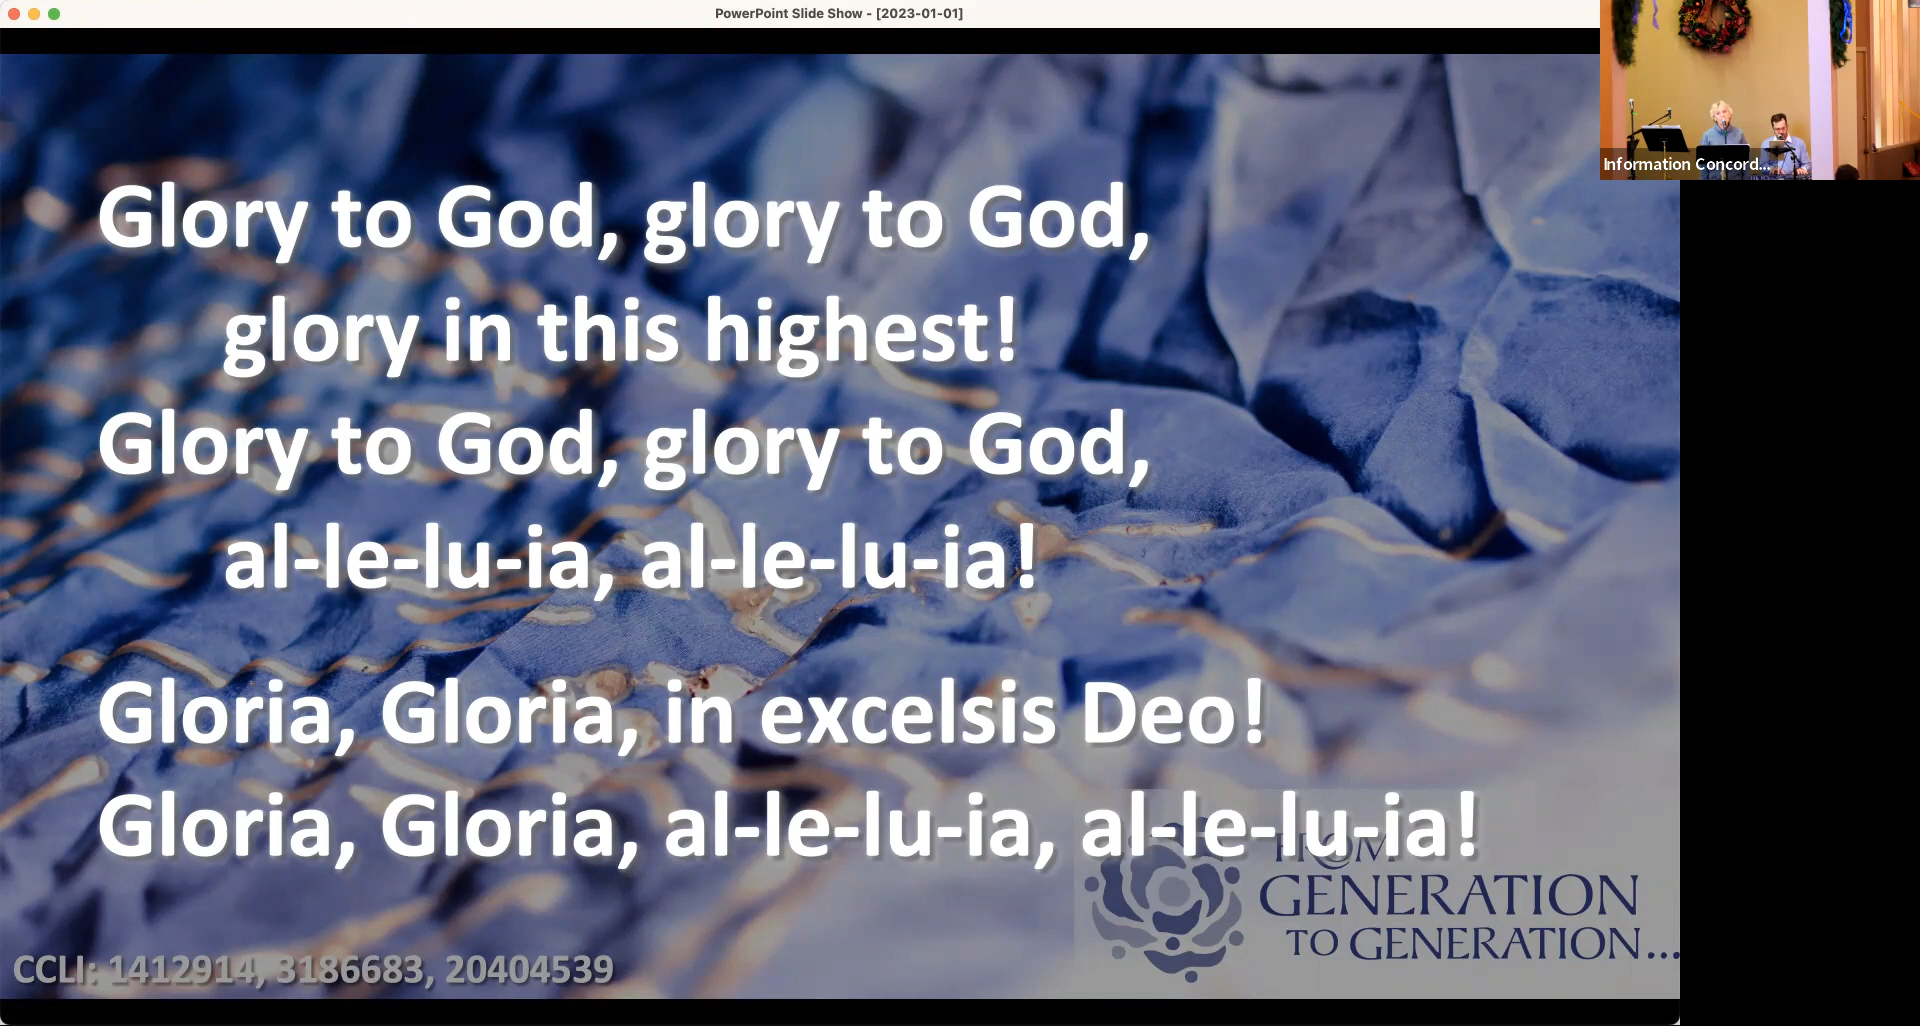 PowerPoint Slide Show - [2023-01-01]
Information Concord...
Glory to God, glory to God,
glory in this highest!
Glory to God, glory to God,
al-le-lu-ia, al-le-lu-ia!
Gloria, Gloria, in excelsis Deo!
Gloria, Gloria, al-le-lu-ia, al-le-lu-ia!
FROM
GENERATION
TO GENERATION...
CCLI: 1412914, 3186683, 20404539